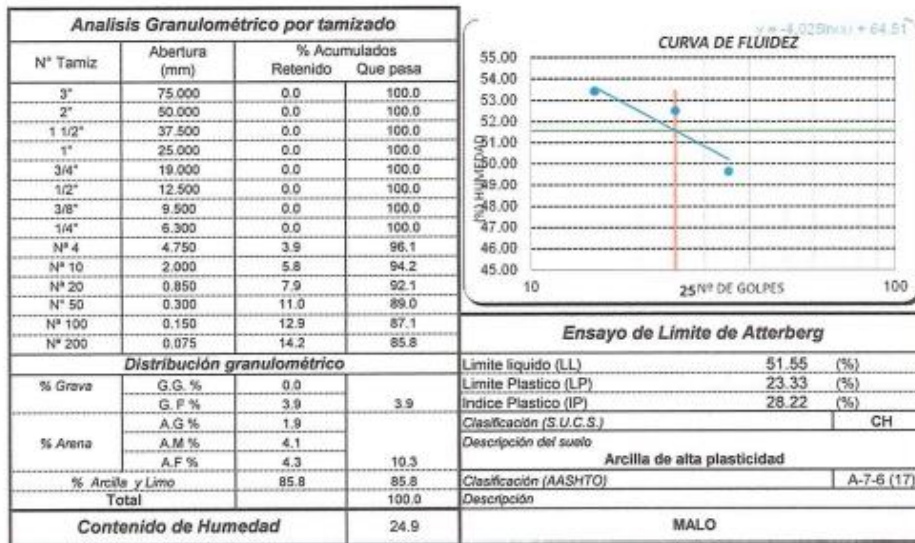 Analisis Granulométrico por tamizado
N° Tamiz Abertura (mm) % Acumulados
Retenido Que pasa
3" 75.000 0.0 100.0
2" 50.000 0.0 100.0
1 1/2" 37.500 0.0 100.0
1" 25.000 0.0 100.0
3/4" 19.000 0.0 100.0
1/2" 12.500 0.0 100.0
3/8" 9.500 0.0 100.0
1/4" 6.300 0.0 100.0
Nª 4 4.750 3.9 96.1
Nª 10 2.000 5.8 94.2
Nª 20 0.850 7.9 92.1
N° 50 0.300 11.0 89.0
Nª 100 0.150 12.9 87.1
Nª 200 0.075 14.2 85.8
Distribución granulométrico
% Grava G.G. % 0.0
G. F % 3.9 3.9
A.G % 1.9
% Arena A.M % 4.1
A.F % 4.3 10.3
% Arcilla y Limo 85.8 85.8
Total 100.0
Contenido de Humedad 24.9
y = -4.025ln(x) + 64.51
CURVA DE FLUIDEZ
55.00
54.00
53.00
52.00
51.00
50.00
49.00
48.00
47.00
46.00
45.00
(%) HUMEDAD
10 25 Nº DE GOLPES 100
Ensayo de Limite de Atterberg
Limite liquido (LL) 51.55 (%)
Limite Plastico (LP) 23.33 (%)
Indice Plastico (IP) 28.22 (%)
Clasificación (S.U.C.S.) CH
Descripción del suelo
Arcilla de alta plasticidad
Clasificación (AASHTO) A-7-6 (17)
Descripción
MALO